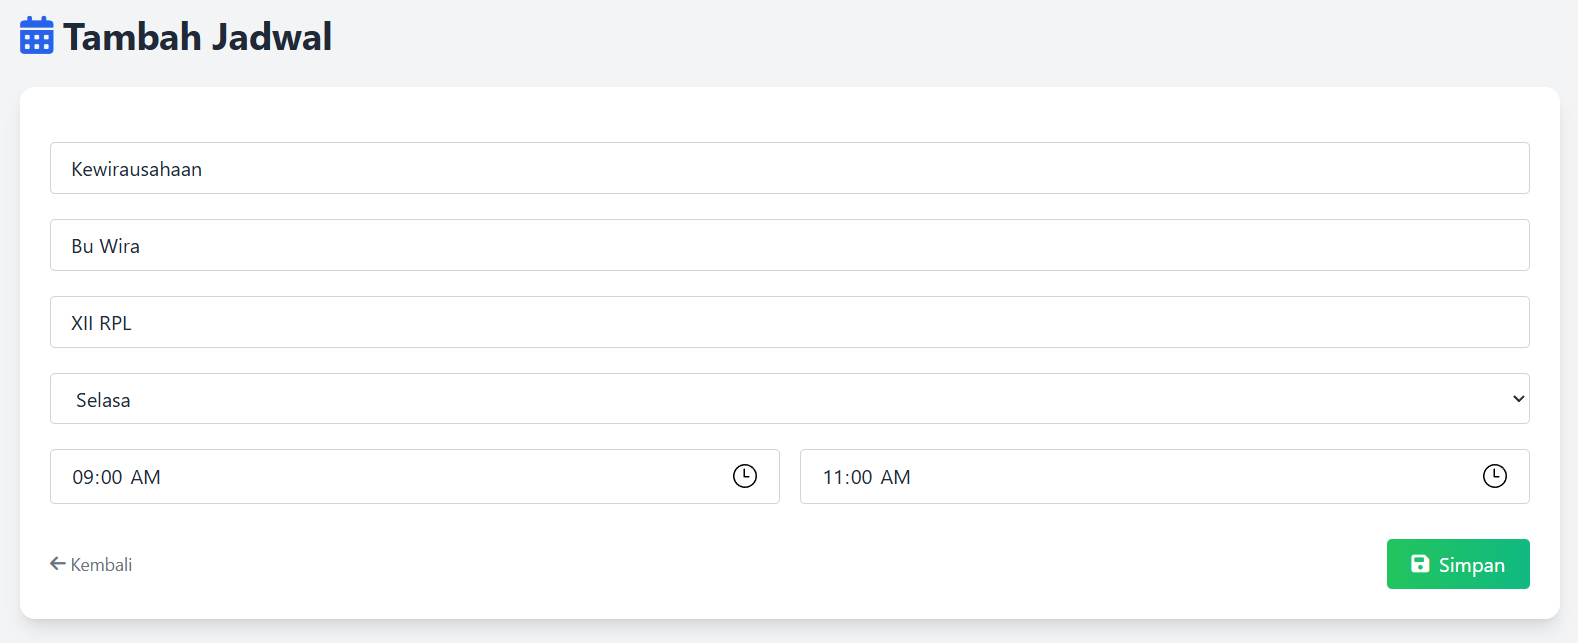 Tambah Jadwal
Kewirausahaan
Bu Wira
XII RPL
Selasa
09:00 AM 11:00 AM
Kembali Simpan